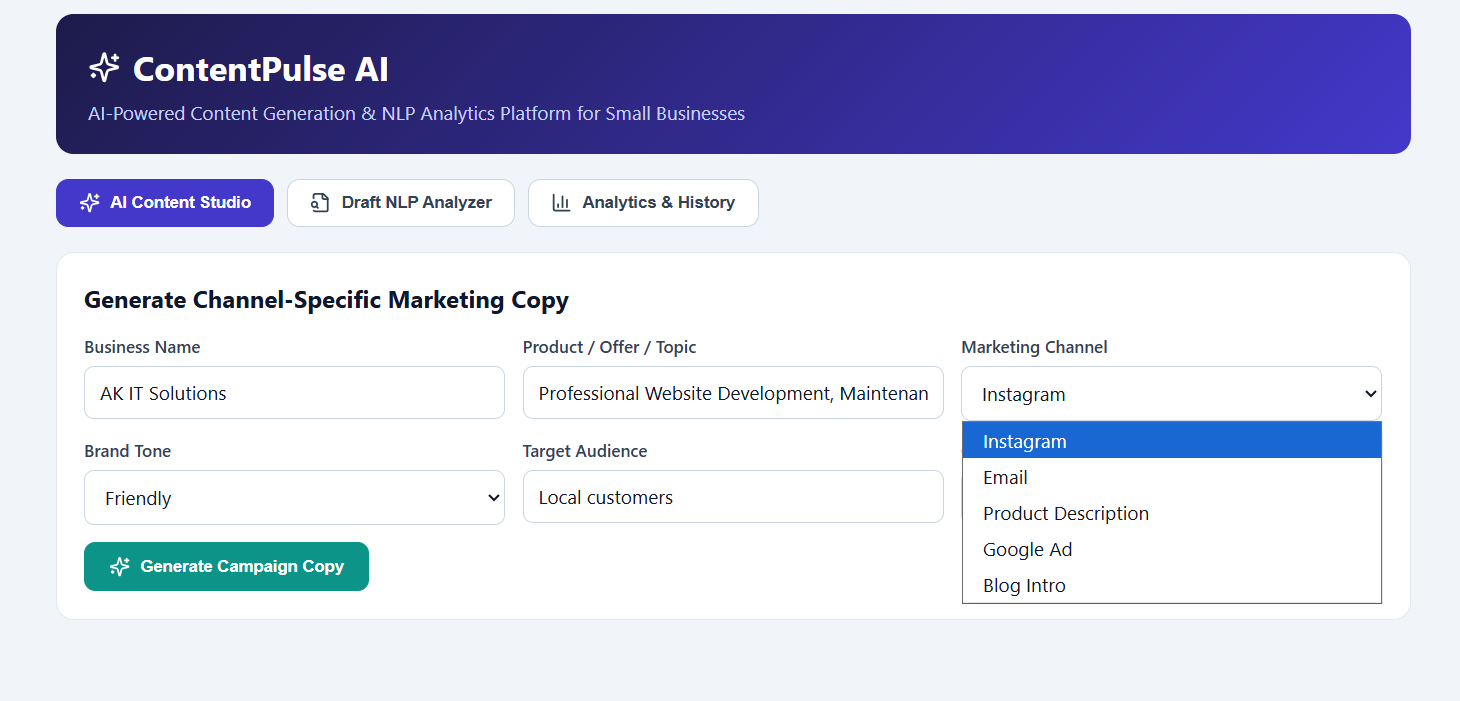 ContentPulse AI
AI-Powered Content Generation & NLP Analytics Platform for Small Businesses
AI Content Studio
Draft NLP Analyzer
Analytics & History
Generate Channel-Specific Marketing Copy
Business Name
Product / Offer / Topic
Marketing Channel
AK IT Solutions
Professional Website Development, Maintenan
Instagram
Instagram
Email
Product Description
Google Ad
Blog Intro
Brand Tone
Target Audience
Friendly
Local customers
Generate Campaign Copy